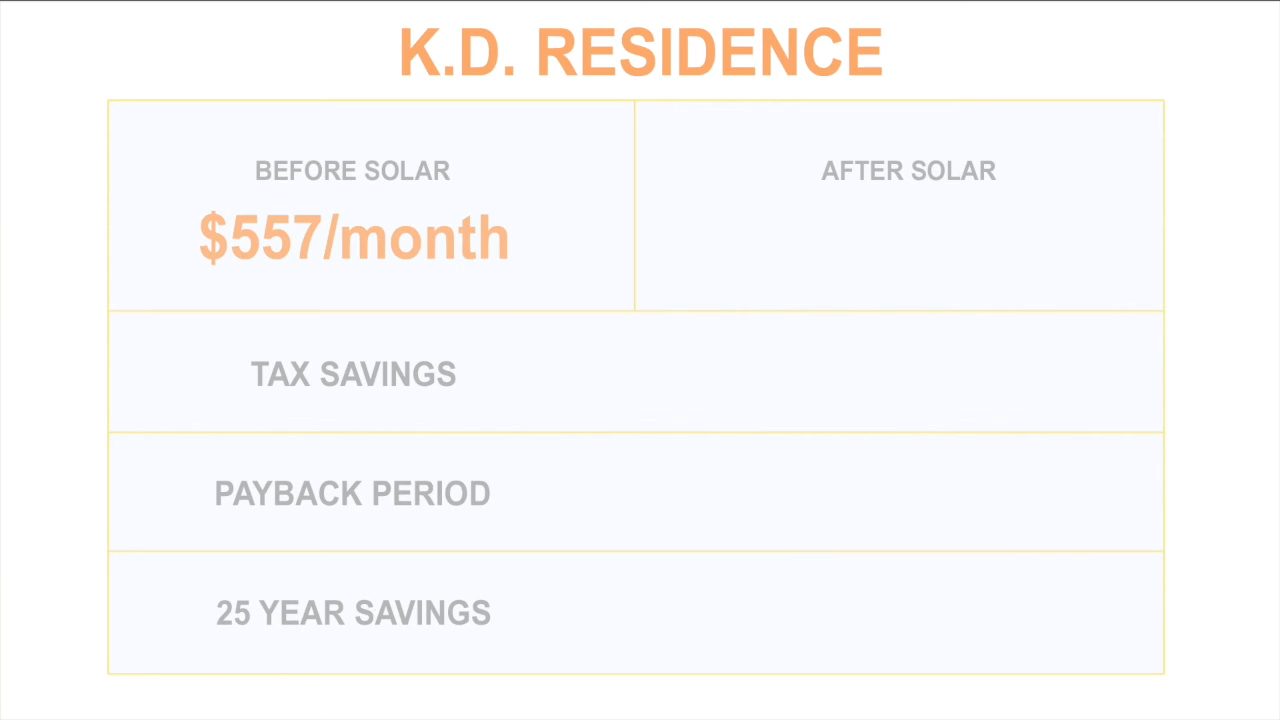 K.D. RESIDENCE
BEFORE SOLAR
AFTER SOLAR
$557/month
TAX SAVINGS
PAYBACK PERIOD
25 YEAR SAVINGS